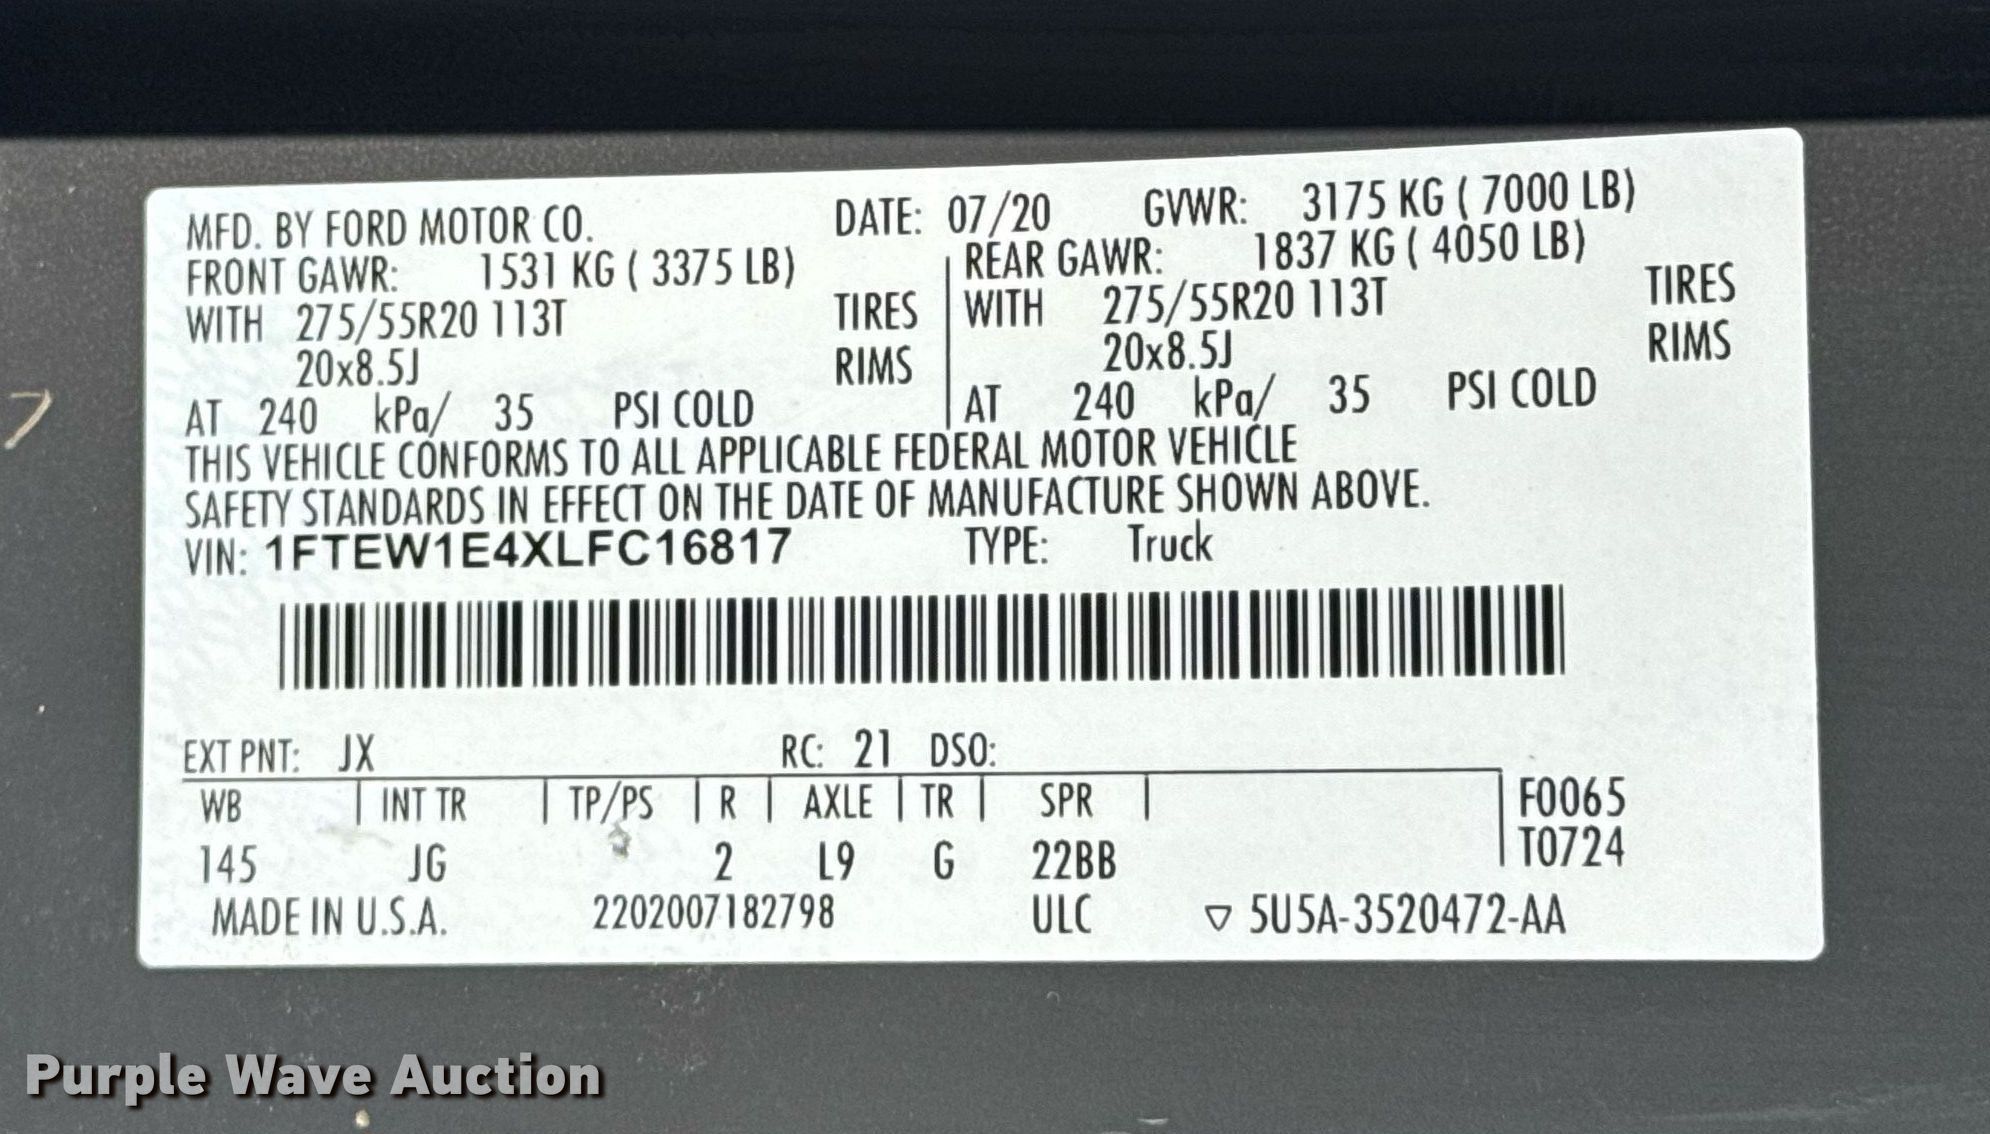 MFD. BY FORD MOTOR CO. DATE: 07/20 GVWR: 3175 KG ( 7000 LB)
FRONT GAWR: 1531 KG ( 3375 LB) REAR GAWR: 1837 KG ( 4050 LB)
WITH 275/55R20 113T TIRES WITH 275/55R20 113T TIRES
20x8.5J RIMS 20x8.5J RIMS
AT 240 kPa/ 35 PSI COLD AT 240 kPa/ 35 PSI COLD
THIS VEHICLE CONFORMS TO ALL APPLICABLE FEDERAL MOTOR VEHICLE
SAFETY STANDARDS IN EFFECT ON THE DATE OF MANUFACTURE SHOWN ABOVE.
VIN: 1FTEW1E4XLFC16817 TYPE: Truck
EXT PNT: JX RC: 21 DSO:
WB INT TR TP/PS R AXLE TR SPR F0065
145 JG 2 L9 G 22BB T0724
MADE IN U.S.A. 2202007182798 ULC ▽ 5U5A-3520472-AA
Purple Wave Auction